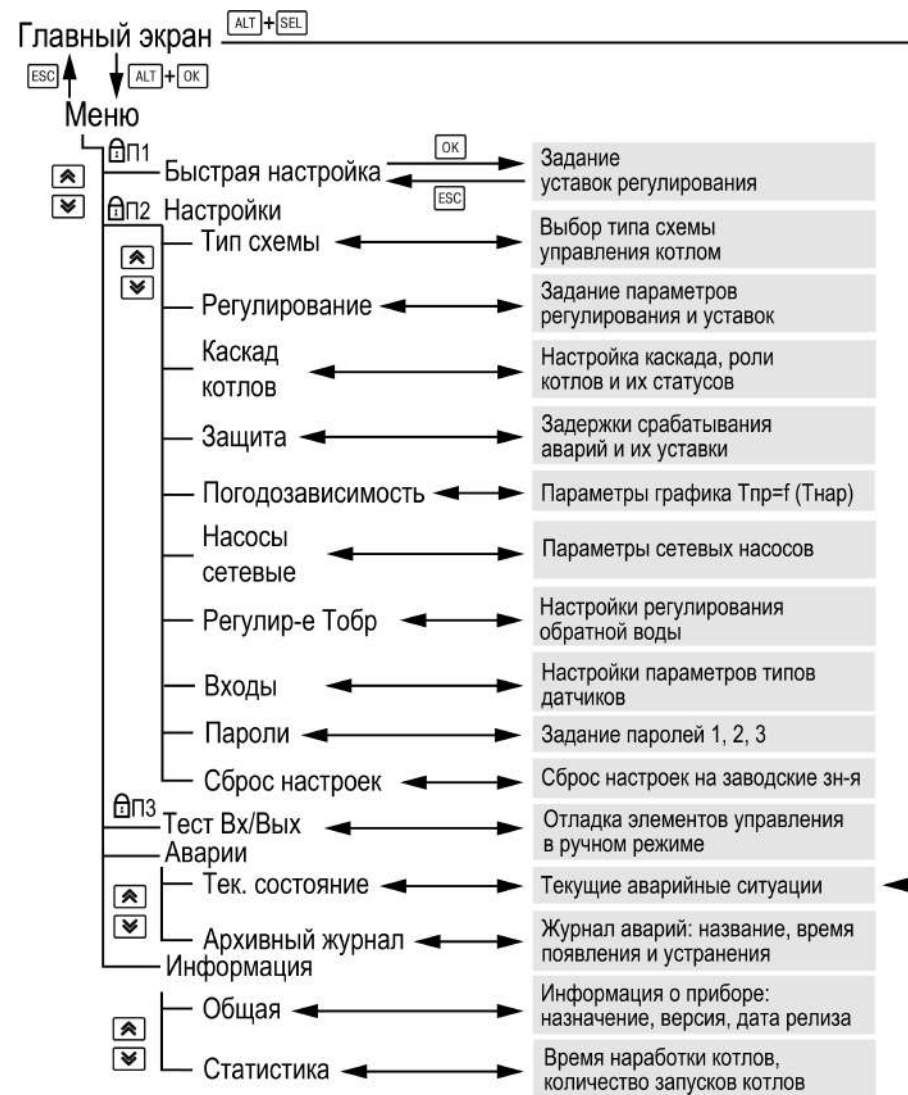 Главный экран ALT + SEL
ESC ALT + OK
Меню
П1
Быстрая настройка
OK
ESC
Задание
уставок регулирования
П2 Настройки
Тип схемы
Выбор типа схемы
управления котлом
Регулирование
Задание параметров
регулирования и уставок
Каскад
котлов
Настройка каскада, роли
котлов и их статусов
Защита
Задержки срабатывания
аварий и их уставки
Погодозависимость
Параметры графика Тпр=f (Тнар)
Насосы
сетевые
Параметры сетевых насосов
Регулир-е Тобр
Настройки регулирования
обратной воды
Входы
Настройки параметров типов
датчиков
Пароли
Задание паролей 1, 2, 3
Сброс настроек
Сброс настроек на заводские зн-я
П3
Тест Вх/Вых
Отладка элементов управления
в ручном режиме
Аварии
Тек. состояние
Текущие аварийные ситуации
Архивный журнал
Журнал аварий: название, время
появления и устранения
Информация
Общая
Информация о приборе:
назначение, версия, дата релиза
Статистика
Время наработки котлов,
количество запусков котлов